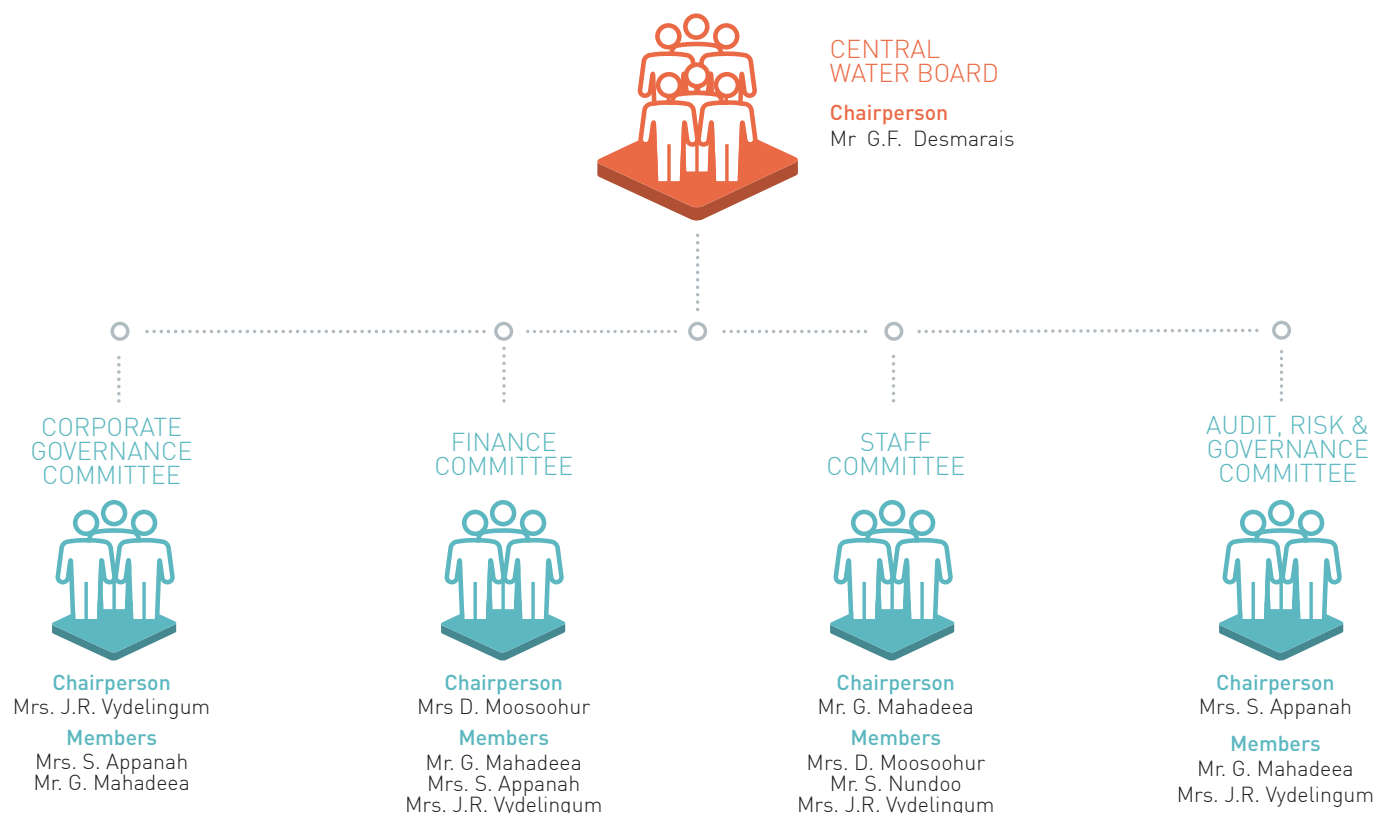 CENTRAL
WATER BOARD
Chairperson
Mr G.F. Desmarais
CORPORATE
GOVERNANCE
COMMITTEE
Chairperson
Mrs. J.R. Vydelingum
Members
Mrs. S. Appanah
Mr. G. Mahadeea
FINANCE
COMMITTEE
Chairperson
Mrs D. Moosoohur
Members
Mr. G. Mahadeea
Mrs. S. Appanah
Mrs. J.R. Vydelingum
STAFF
COMMITTEE
Chairperson
Mr. G. Mahadeea
Members
Mrs. D. Moosoohur
Mr. S. Nundoo
Mrs. J.R. Vydelingum
AUDIT, RISK &
GOVERNANCE
COMMITTEE
Chairperson
Mrs. S. Appanah
Members
Mr. G. Mahadeea
Mrs. J.R. Vydelingum